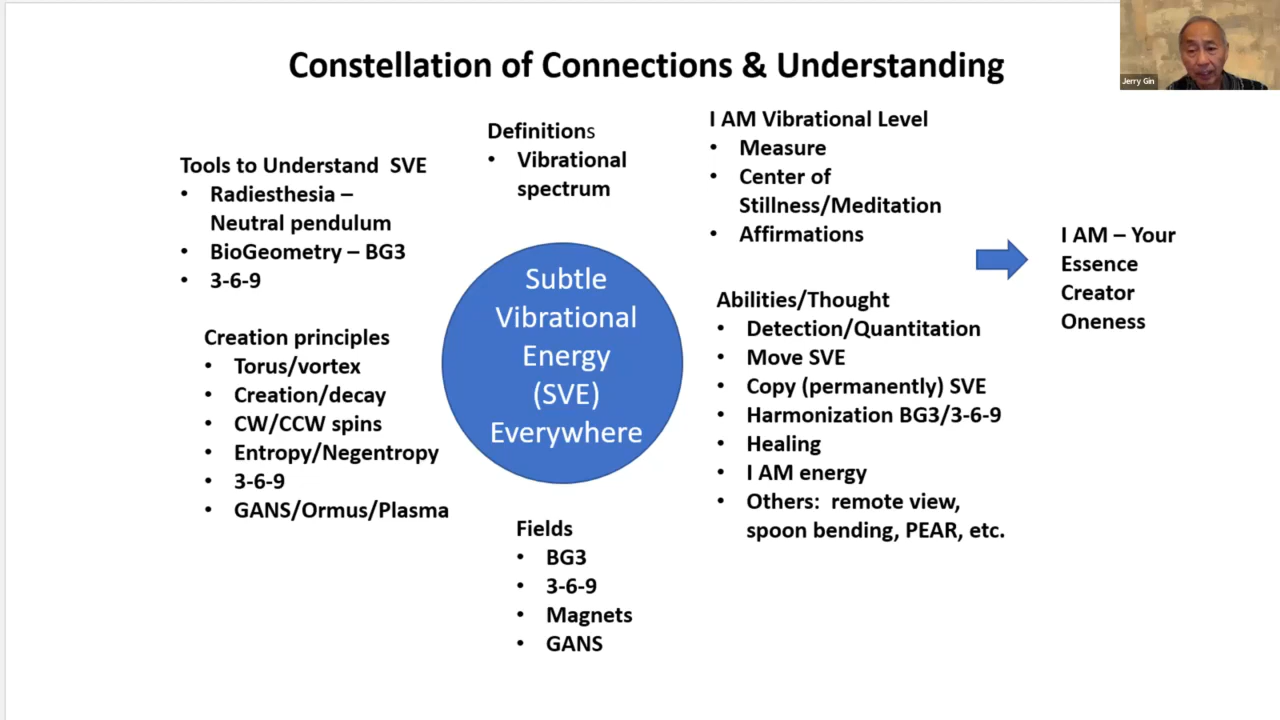 Constellation of Connections & Understanding
Jerry Gin
Tools to Understand SVE
• Radiesthesia –
Neutral pendulum
• BioGeometry – BG3
• 3-6-9
Creation principles
• Torus/vortex
• Creation/decay
• CW/CCW spins
• Entropy/Negentropy
• 3-6-9
• GANS/Ormus/Plasma
Definitions
• Vibrational
spectrum
Subtle
Vibrational
Energy
(SVE)
Everywhere
Fields
• BG3
• 3-6-9
• Magnets
• GANS
I AM Vibrational Level
• Measure
• Center of
Stillness/Meditation
• Affirmations
Abilities/Thought
• Detection/Quantitation
• Move SVE
• Copy (permanently) SVE
• Harmonization BG3/3-6-9
• Healing
• I AM energy
• Others: remote view,
spoon bending, PEAR, etc.
I AM – Your
Essence
Creator
Oneness